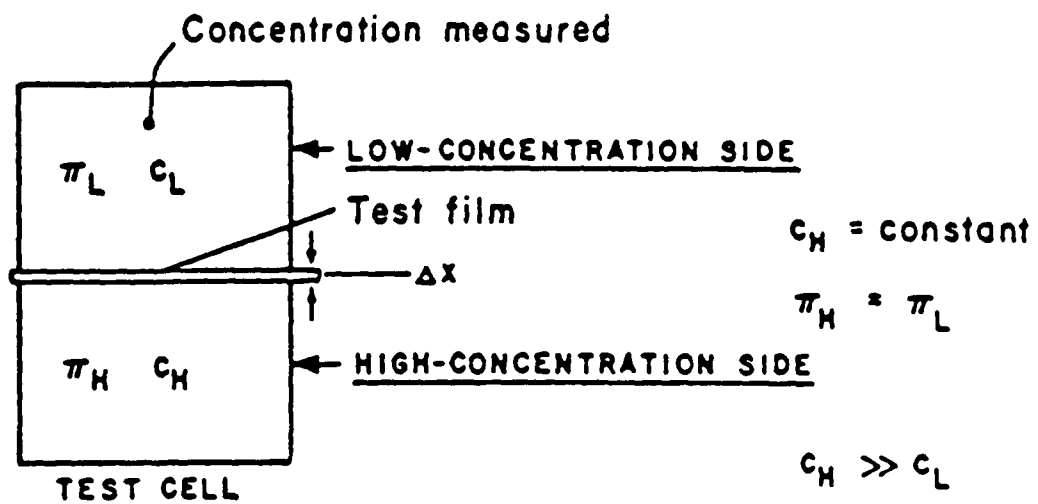 Concentration measured
LOW-CONCENTRATION SIDE
π_L C_L
Test film
C_H = constant
ΔX
π_H = π_L
HIGH-CONCENTRATION SIDE
π_H C_H
C_H >> C_L
TEST CELL